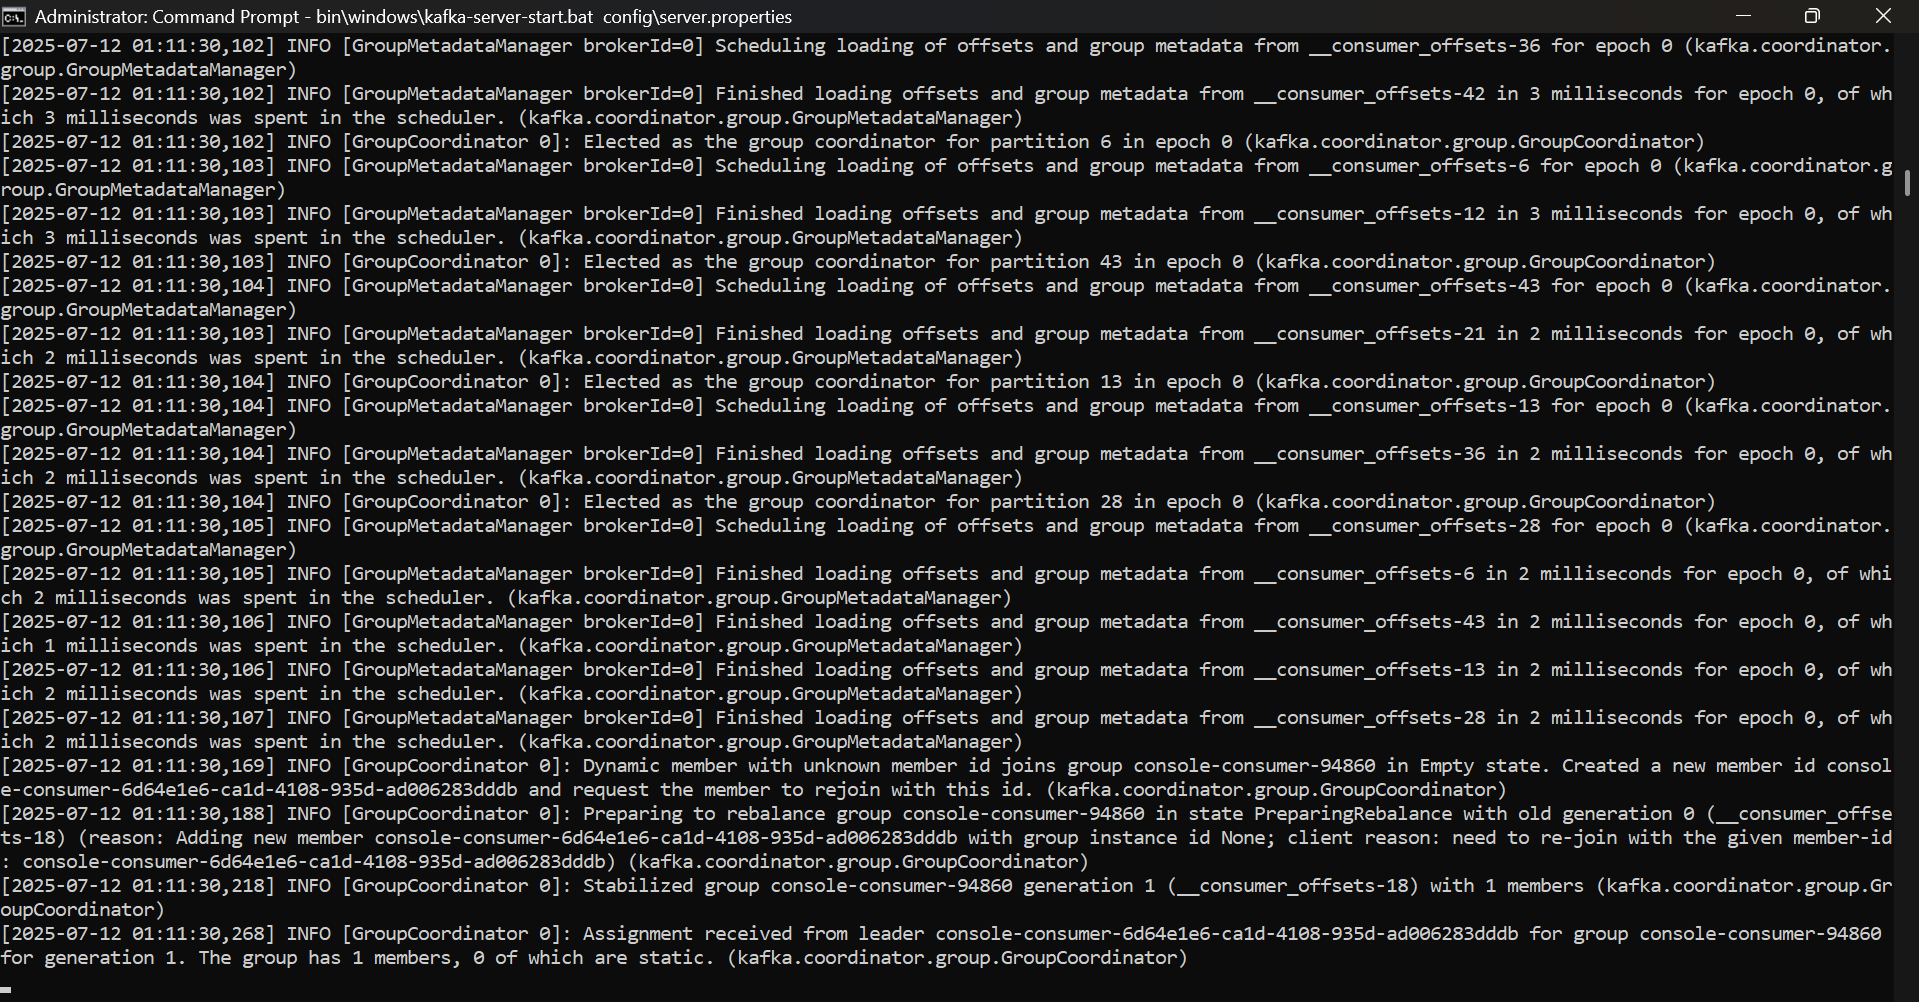 Administrator: Command Prompt - bin\windows\kafka-server-start.bat  config\server.properties
[2025-07-12 01:11:30,102] INFO [GroupMetadataManager brokerId=0] Scheduling loading of offsets and group metadata from __consumer_offsets-36 for epoch 0 (kafka.coordinator.
group.GroupMetadataManager)
[2025-07-12 01:11:30,102] INFO [GroupMetadataManager brokerId=0] Finished loading offsets and group metadata from __consumer_offsets-42 in 3 milliseconds for epoch 0, of wh
ich 3 milliseconds was spent in the scheduler. (kafka.coordinator.group.GroupMetadataManager)
[2025-07-12 01:11:30,102] INFO [GroupCoordinator 0]: Elected as the group coordinator for partition 6 in epoch 0 (kafka.coordinator.group.GroupCoordinator)
[2025-07-12 01:11:30,103] INFO [GroupMetadataManager brokerId=0] Scheduling loading of offsets and group metadata from __consumer_offsets-6 for epoch 0 (kafka.coordinator.g
roup.GroupMetadataManager)
[2025-07-12 01:11:30,103] INFO [GroupMetadataManager brokerId=0] Finished loading offsets and group metadata from __consumer_offsets-12 in 3 milliseconds for epoch 0, of wh
ich 3 milliseconds was spent in the scheduler. (kafka.coordinator.group.GroupMetadataManager)
[2025-07-12 01:11:30,103] INFO [GroupCoordinator 0]: Elected as the group coordinator for partition 43 in epoch 0 (kafka.coordinator.group.GroupCoordinator)
[2025-07-12 01:11:30,104] INFO [GroupMetadataManager brokerId=0] Scheduling loading of offsets and group metadata from __consumer_offsets-43 for epoch 0 (kafka.coordinator.
group.GroupMetadataManager)
[2025-07-12 01:11:30,103] INFO [GroupMetadataManager brokerId=0] Finished loading offsets and group metadata from __consumer_offsets-21 in 2 milliseconds for epoch 0, of wh
ich 2 milliseconds was spent in the scheduler. (kafka.coordinator.group.GroupMetadataManager)
[2025-07-12 01:11:30,104] INFO [GroupCoordinator 0]: Elected as the group coordinator for partition 13 in epoch 0 (kafka.coordinator.group.GroupCoordinator)
[2025-07-12 01:11:30,104] INFO [GroupMetadataManager brokerId=0] Scheduling loading of offsets and group metadata from __consumer_offsets-13 for epoch 0 (kafka.coordinator.
group.GroupMetadataManager)
[2025-07-12 01:11:30,104] INFO [GroupMetadataManager brokerId=0] Finished loading offsets and group metadata from __consumer_offsets-36 in 2 milliseconds for epoch 0, of wh
ich 2 milliseconds was spent in the scheduler. (kafka.coordinator.group.GroupMetadataManager)
[2025-07-12 01:11:30,104] INFO [GroupCoordinator 0]: Elected as the group coordinator for partition 28 in epoch 0 (kafka.coordinator.group.GroupCoordinator)
[2025-07-12 01:11:30,105] INFO [GroupMetadataManager brokerId=0] Scheduling loading of offsets and group metadata from __consumer_offsets-28 for epoch 0 (kafka.coordinator.
group.GroupMetadataManager)
[2025-07-12 01:11:30,105] INFO [GroupMetadataManager brokerId=0] Finished loading offsets and group metadata from __consumer_offsets-6 in 2 milliseconds for epoch 0, of whi
ch 2 milliseconds was spent in the scheduler. (kafka.coordinator.group.GroupMetadataManager)
[2025-07-12 01:11:30,106] INFO [GroupMetadataManager brokerId=0] Finished loading offsets and group metadata from __consumer_offsets-43 in 2 milliseconds for epoch 0, of wh
ich 1 milliseconds was spent in the scheduler. (kafka.coordinator.group.GroupMetadataManager)
[2025-07-12 01:11:30,106] INFO [GroupMetadataManager brokerId=0] Finished loading offsets and group metadata from __consumer_offsets-13 in 2 milliseconds for epoch 0, of wh
ich 2 milliseconds was spent in the scheduler. (kafka.coordinator.group.GroupMetadataManager)
[2025-07-12 01:11:30,107] INFO [GroupMetadataManager brokerId=0] Finished loading offsets and group metadata from __consumer_offsets-28 in 2 milliseconds for epoch 0, of wh
ich 2 milliseconds was spent in the scheduler. (kafka.coordinator.group.GroupMetadataManager)
[2025-07-12 01:11:30,169] INFO [GroupCoordinator 0]: Dynamic member with unknown member id joins group console-consumer-94860 in Empty state. Created a new member id consol
e-consumer-6d64e1e6-ca1d-4108-935d-ad006283dddb and request the member to rejoin with this id. (kafka.coordinator.group.GroupCoordinator)
[2025-07-12 01:11:30,188] INFO [GroupCoordinator 0]: Preparing to rebalance group console-consumer-94860 in state PreparingRebalance with old generation 0 (__consumer_offse
ts-18) (reason: Adding new member console-consumer-6d64e1e6-ca1d-4108-935d-ad006283dddb with group instance id None; client reason: need to re-join with the given member-id
: console-consumer-6d64e1e6-ca1d-4108-935d-ad006283dddb) (kafka.coordinator.group.GroupCoordinator)
[2025-07-12 01:11:30,218] INFO [GroupCoordinator 0]: Stabilized group console-consumer-94860 generation 1 (__consumer_offsets-18) with 1 members (kafka.coordinator.group.Gr
oupCoordinator)
[2025-07-12 01:11:30,268] INFO [GroupCoordinator 0]: Assignment received from leader console-consumer-6d64e1e6-ca1d-4108-935d-ad006283dddb for group console-consumer-94860
for generation 1. The group has 1 members, 0 of which are static. (kafka.coordinator.group.GroupCoordinator)